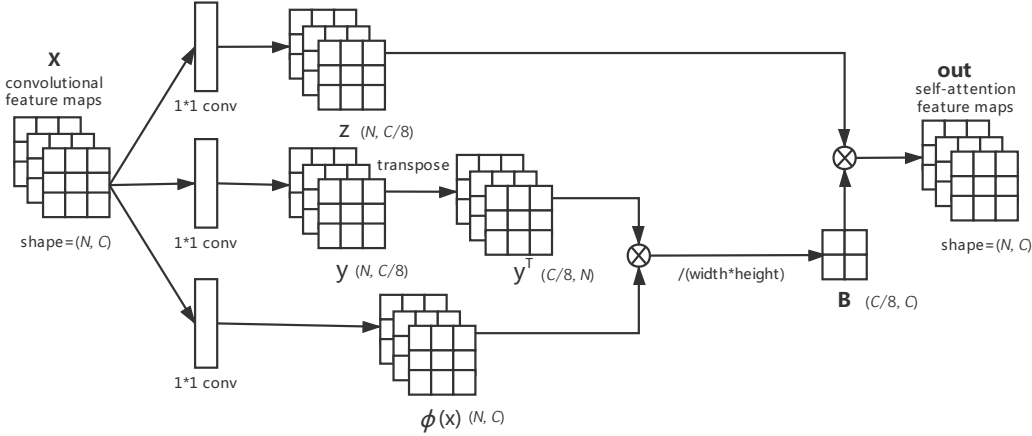 X
convolutional
feature maps
shape=(N, C)
1*1 conv
z (N, C/8)
1*1 conv
y (N, C/8)
transpose
yᵀ (C/8, N)
1*1 conv
ϕ(x) (N, C)
/(width*height)
B (C/8, C)
out
self-attention
feature maps
shape=(N, C)